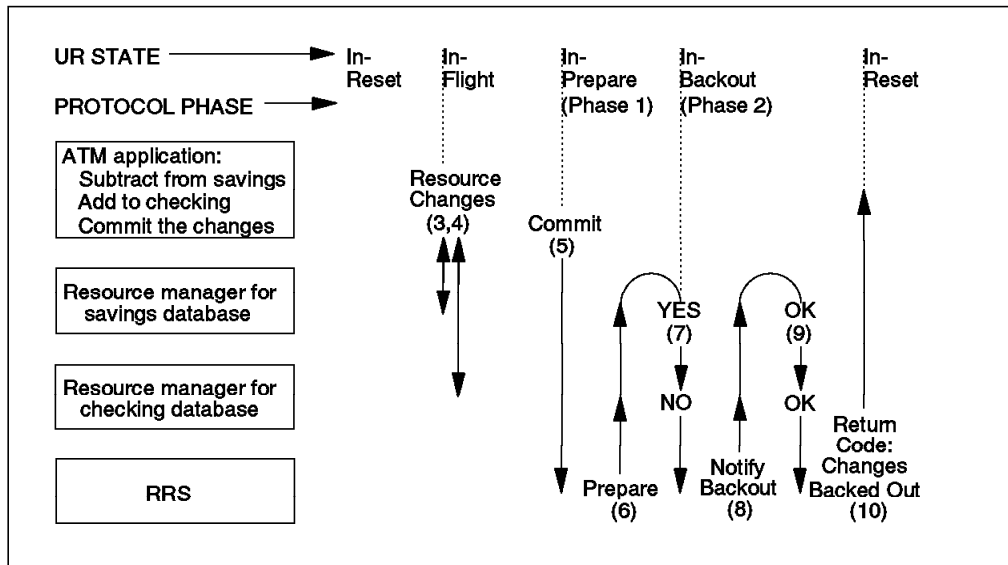 UR STATE
In-
Reset
In-
Flight
In-
Prepare
(Phase 1)
In-
Backout
(Phase 2)
In-
Reset
PROTOCOL PHASE
ATM application:
Subtract from savings
Add to checking
Commit the changes
Resource
Changes
(3,4)
Commit
(5)
Resource manager for
savings database
YES
(7)
OK
(9)
Resource manager for
checking database
NO
OK
Return
Code:
Changes
Backed Out
(10)
RRS
Prepare
(6)
Notify
Backout
(8)